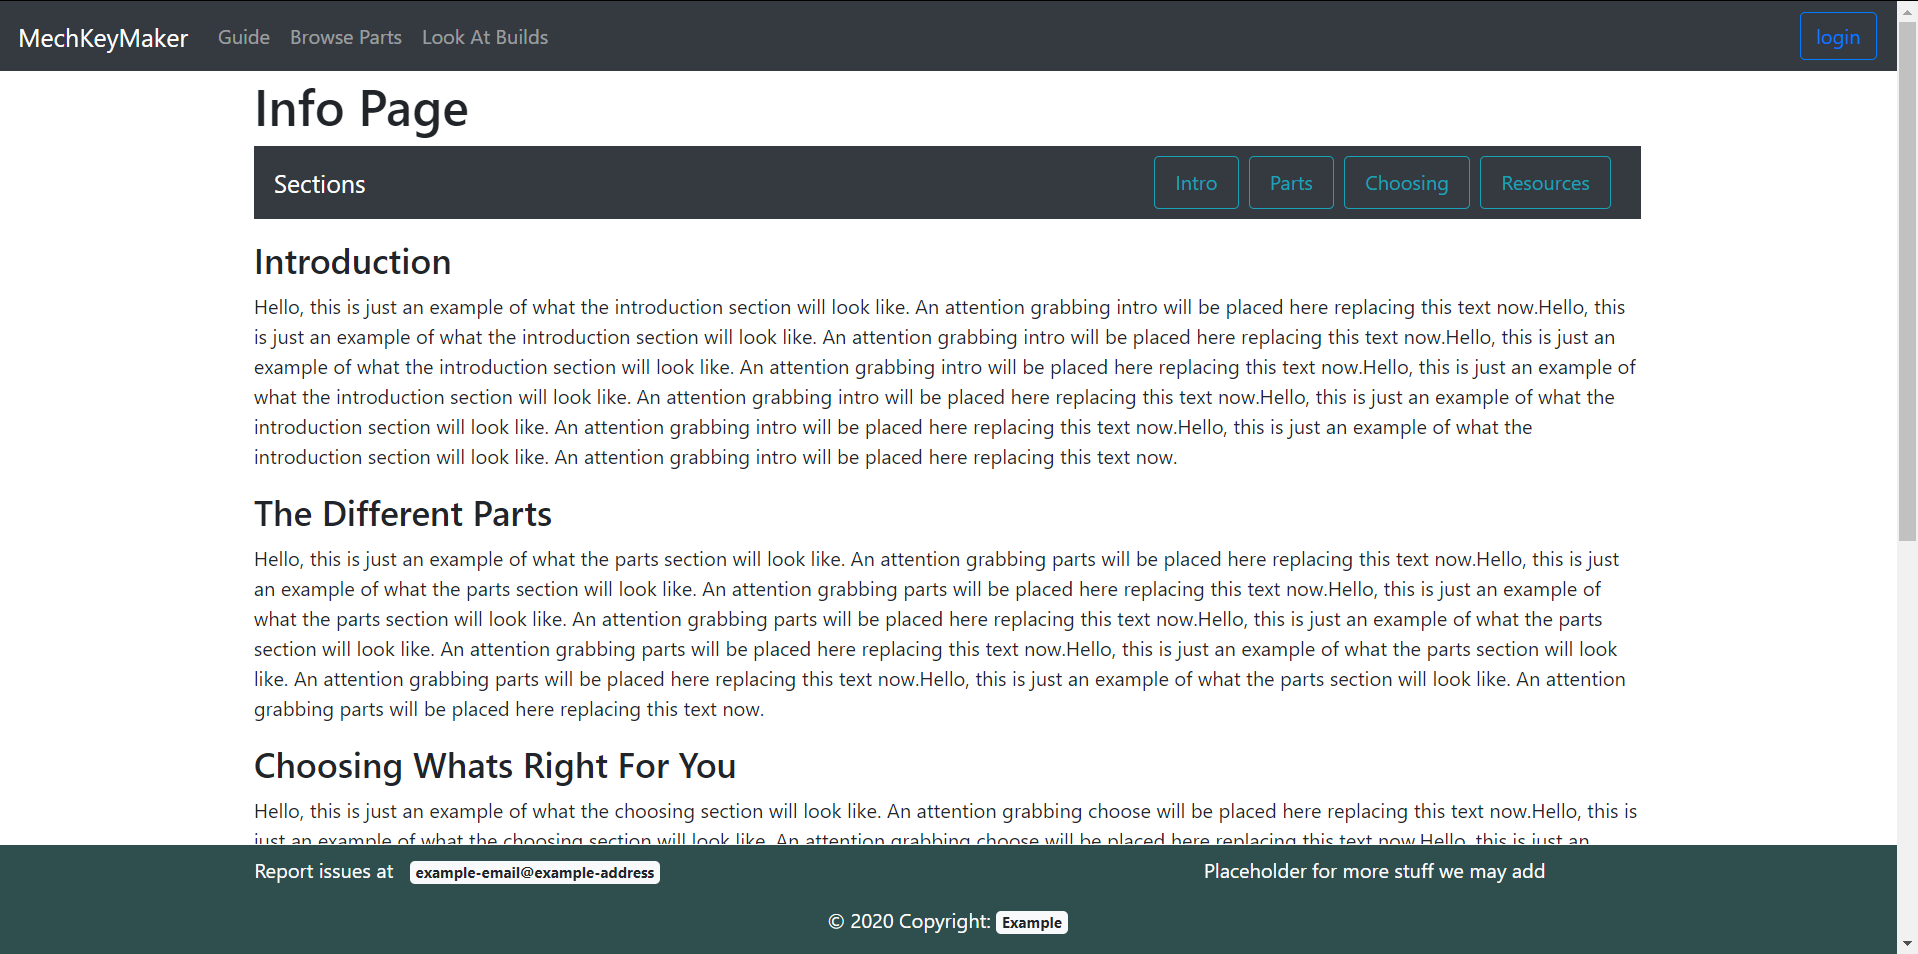 MechKeyMaker Guide Browse Parts Look At Builds login
Info Page
Sections Intro Parts Choosing Resources
Introduction
Hello, this is just an example of what the introduction section will look like. An attention grabbing intro will be placed here replacing this text now.Hello, this
is just an example of what the introduction section will look like. An attention grabbing intro will be placed here replacing this text now.Hello, this is just an
example of what the introduction section will look like. An attention grabbing intro will be placed here replacing this text now.Hello, this is just an example of
what the introduction section will look like. An attention grabbing intro will be placed here replacing this text now.Hello, this is just an example of what the
introduction section will look like. An attention grabbing intro will be placed here replacing this text now.Hello, this is just an example of what the
introduction section will look like. An attention grabbing intro will be placed here replacing this text now.
The Different Parts
Hello, this is just an example of what the parts section will look like. An attention grabbing parts will be placed here replacing this text now.Hello, this is just
an example of what the parts section will look like. An attention grabbing parts will be placed here replacing this text now.Hello, this is just an example of
what the parts section will look like. An attention grabbing parts will be placed here replacing this text now.Hello, this is just an example of what the parts
section will look like. An attention grabbing parts will be placed here replacing this text now.Hello, this is just an example of what the parts section will look
like. An attention grabbing parts will be placed here replacing this text now.Hello, this is just an example of what the parts section will look like. An attention
grabbing parts will be placed here replacing this text now.
Choosing Whats Right For You
Hello, this is just an example of what the choosing section will look like. An attention grabbing choose will be placed here replacing this text now.Hello, this is
just an example of what the choosing section will look like. An attention grabbing choose will be placed here replacing this text now.Hello, this is just an
Report issues at example-email@example-address Placeholder for more stuff we may add
© 2020 Copyright: Example